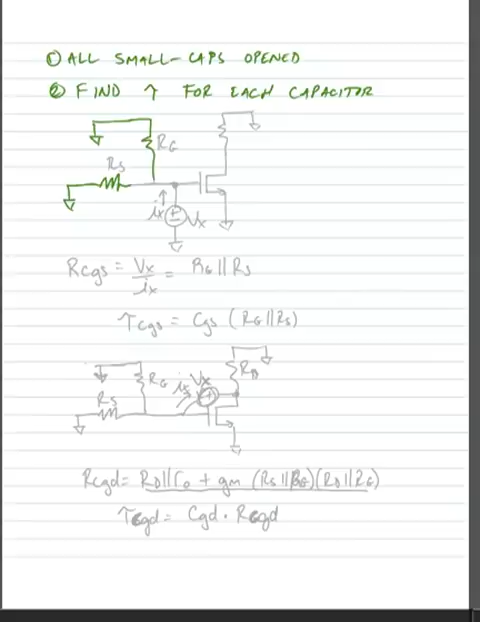 ① ALL SMALL-CAPS OPENED
② FIND τ FOR EACH CAPACITOR
RG
RS
ix
Vx
Rcgs = Vx/ix = RG || RS
τcgs = Cgs (RG||RS)
RD
RG ix Vx
RS
Rcgd = RD||ro + gm (RS||RG)(RD||RG)
τcgd = Cgd · Rcgd